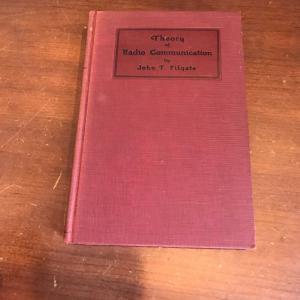 Theory
of
Radio Communication
by
John T. Filgate